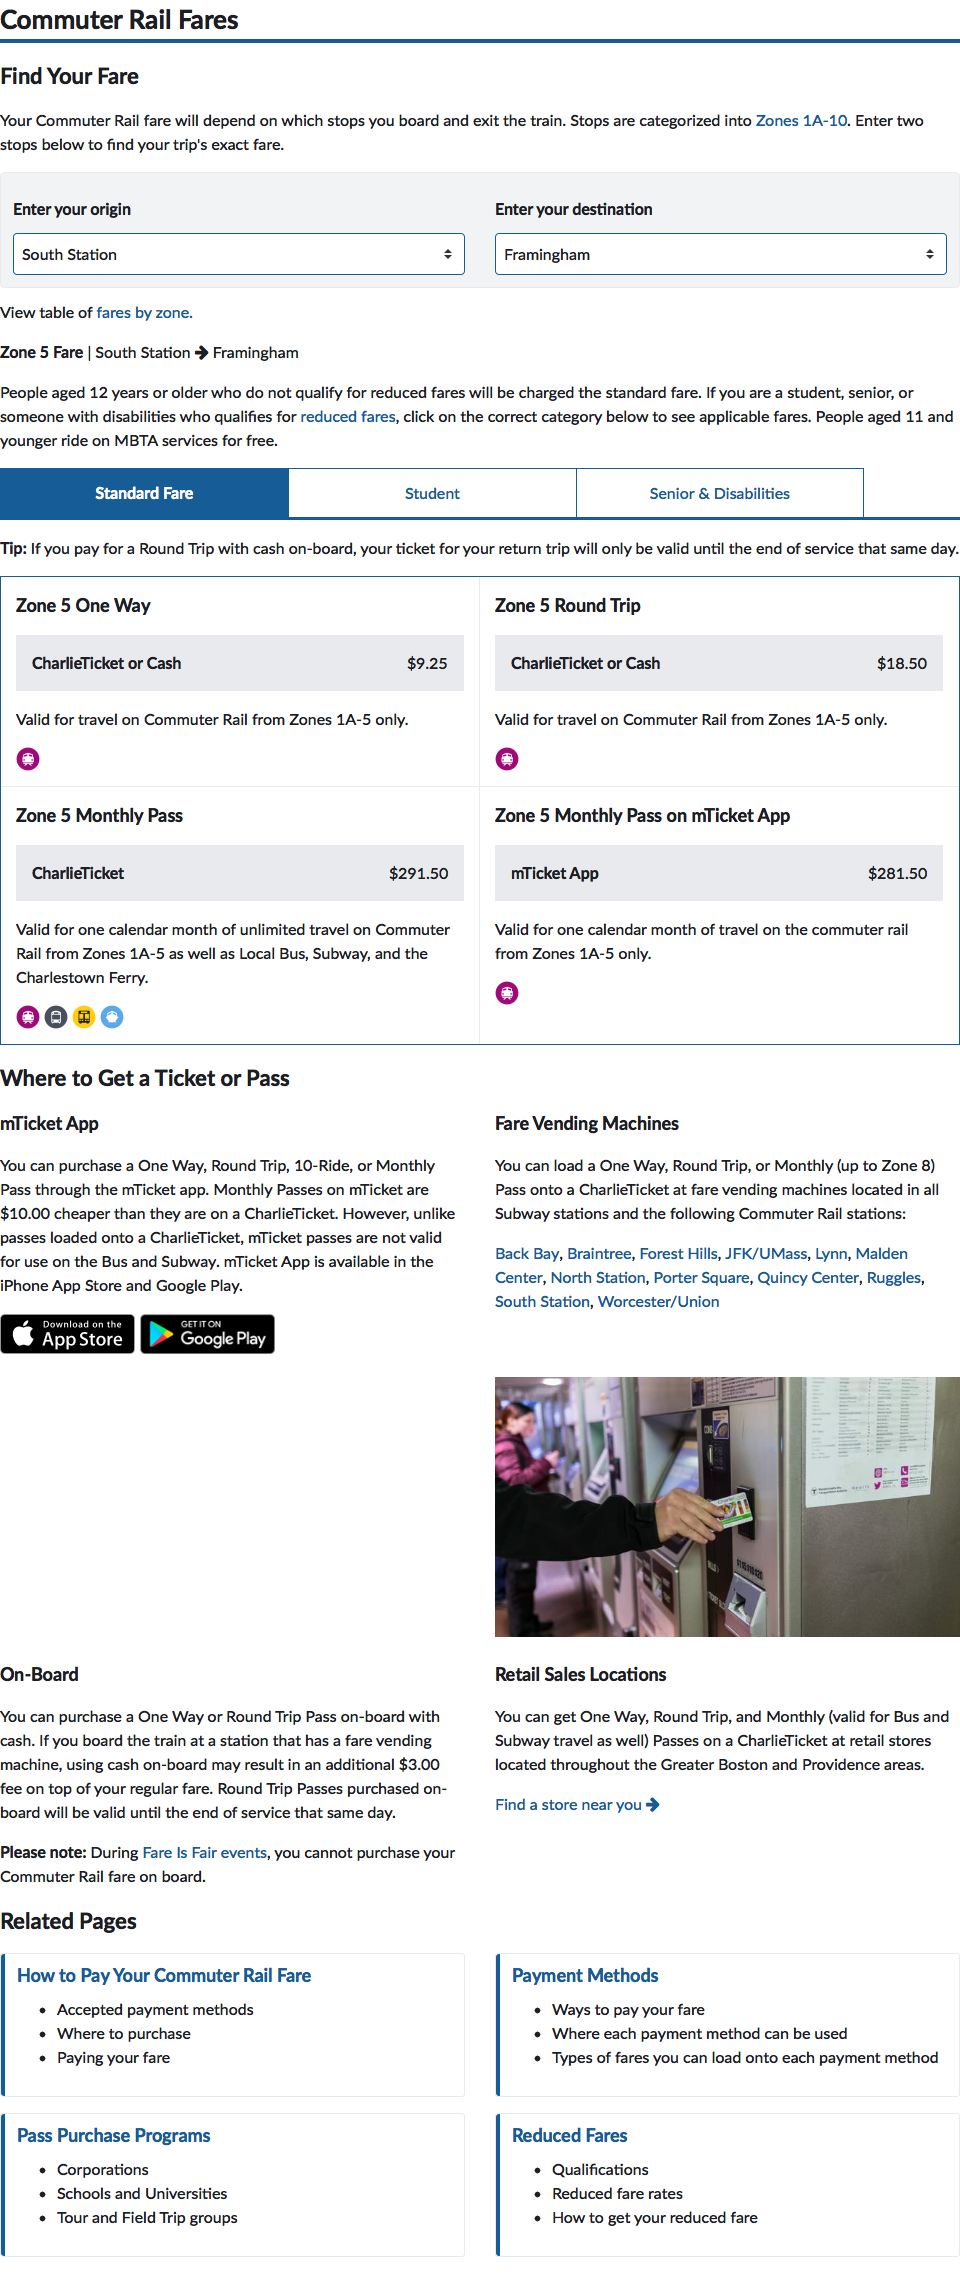 Commuter Rail Fares
Find Your Fare
Your Commuter Rail fare will depend on which stops you board and exit the train. Stops are categorized into Zones 1A-10. Enter two
stops below to find your trip's exact fare.
Enter your origin
South Station
Enter your destination
Framingham
View table of fares by zone.
Zone 5 Fare | South Station → Framingham
People aged 12 years or older who do not qualify for reduced fares will be charged the standard fare. If you are a student, senior, or
someone with disabilities who qualifies for reduced fares, click on the correct category below to see applicable fares. People aged 11 and
younger ride on MBTA services for free.
Standard Fare
Student
Senior & Disabilities
Tip: If you pay for a Round Trip with cash on-board, your ticket for your return trip will only be valid until the end of service that same day.
Zone 5 One Way
CharlieTicket or Cash $9.25
Valid for travel on Commuter Rail from Zones 1A-5 only.
Zone 5 Round Trip
CharlieTicket or Cash $18.50
Valid for travel on Commuter Rail from Zones 1A-5 only.
Zone 5 Monthly Pass
CharlieTicket $291.50
Valid for one calendar month of unlimited travel on Commuter
Rail from Zones 1A-5 as well as Local Bus, Subway, and the
Charlestown Ferry.
Zone 5 Monthly Pass on mTicket App
mTicket App $281.50
Valid for one calendar month of travel on the commuter rail
from Zones 1A-5 only.
Where to Get a Ticket or Pass
mTicket App
You can purchase a One Way, Round Trip, 10-Ride, or Monthly
Pass through the mTicket app. Monthly Passes on mTicket are
$10.00 cheaper than they are on a CharlieTicket. However, unlike
passes loaded onto a CharlieTicket, mTicket passes are not valid
for use on the Bus and Subway. mTicket App is available in the
iPhone App Store and Google Play.
Download on the
App Store
GET IT ON
Google Play
Fare Vending Machines
You can load a One Way, Round Trip, or Monthly (up to Zone 8)
Pass onto a CharlieTicket at fare vending machines located in all
Subway stations and the following Commuter Rail stations:
Back Bay, Braintree, Forest Hills, JFK/UMass, Lynn, Malden
Center, North Station, Porter Square, Quincy Center, Ruggles,
South Station, Worcester/Union
On-Board
You can purchase a One Way or Round Trip Pass on-board with
cash. If you board the train at a station that has a fare vending
machine, using cash on-board may result in an additional $3.00
fee on top of your regular fare. Round Trip Passes purchased on-
board will be valid until the end of service that same day.
Please note: During Fare Is Fair events, you cannot purchase your
Commuter Rail fare on board.
Retail Sales Locations
You can get One Way, Round Trip, and Monthly (valid for Bus and
Subway travel as well) Passes on a CharlieTicket at retail stores
located throughout the Greater Boston and Providence areas.
Find a store near you →
Related Pages
How to Pay Your Commuter Rail Fare
• Accepted payment methods
• Where to purchase
• Paying your fare
Payment Methods
• Ways to pay your fare
• Where each payment method can be used
• Types of fares you can load onto each payment method
Pass Purchase Programs
• Corporations
• Schools and Universities
• Tour and Field Trip groups
Reduced Fares
• Qualifications
• Reduced fare rates
• How to get your reduced fare